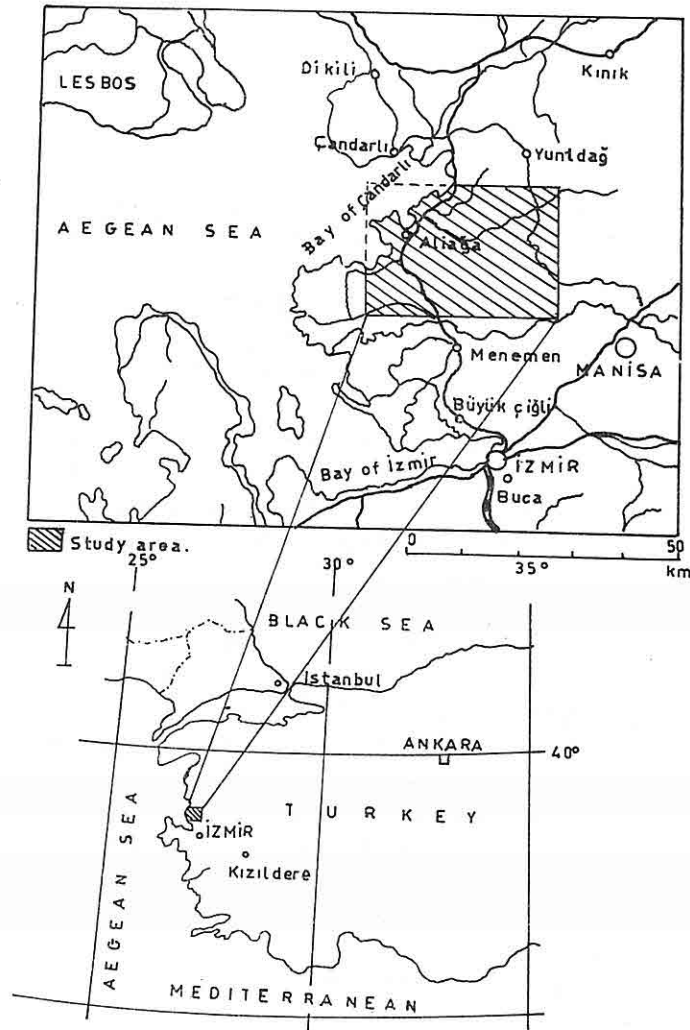 LESBOS
Dikili
Kınık
Çandarlı
Yuntdağ
Bay of Çandarlı
AEGEAN SEA
Aliağa
Menemen
MANİSA
Büyük çiğli
Bay of İzmir
İZMİR
Buca
Study area.
0
50
km
25°
30°
35°
N
BLACK SEA
İstanbul
ANKARA
40°
TURKEY
İZMİR
Kızıldere
AEGEAN SEA
MEDITERRANEAN